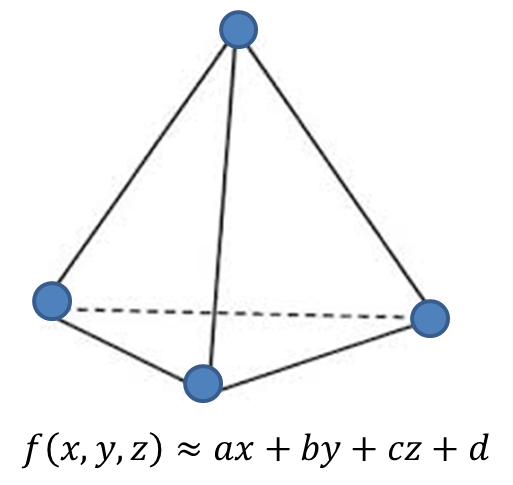 f(x, y, z) ≈ ax + by + cz + d